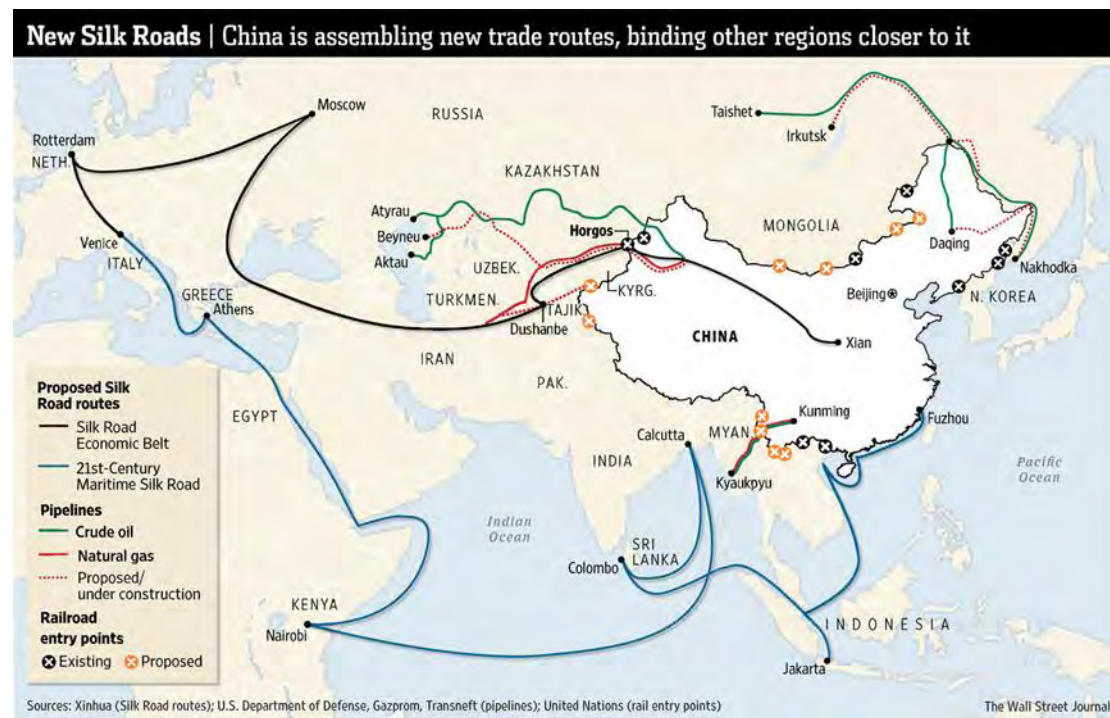 New Silk Roads | China is assembling new trade routes, binding other regions closer to it
Moscow
RUSSIA
Taishet
Irkutsk
Rotterdam
NETH.
KAZAKHSTAN
Atyrau
Beyneu
Aktau
Horgos
MONGOLIA
Daqing
Nakhodka
Venice
ITALY
UZBEK.
TURKMEN.
KYRG.
TAJIK.
Dushanbe
Beijing
N. KOREA
GREECE
Athens
CHINA
Xian
IRAN
PAK.
EGYPT
Calcutta
MYAN.
Kunming
Fuzhou
INDIA
Kyaukpyu
Pacific
Ocean
Indian
Ocean
SRI
LANKA
Colombo
KENYA
Nairobi
INDONESIA
Jakarta
Proposed Silk
Road routes
Silk Road
Economic Belt
21st-Century
Maritime Silk Road
Pipelines
Crude oil
Natural gas
Proposed/
under construction
Railroad
entry points
Existing Proposed
Sources: Xinhua (Silk Road routes); U.S. Department of Defense, Gazprom, Transneft (pipelines); United Nations (rail entry points)
The Wall Street Journal